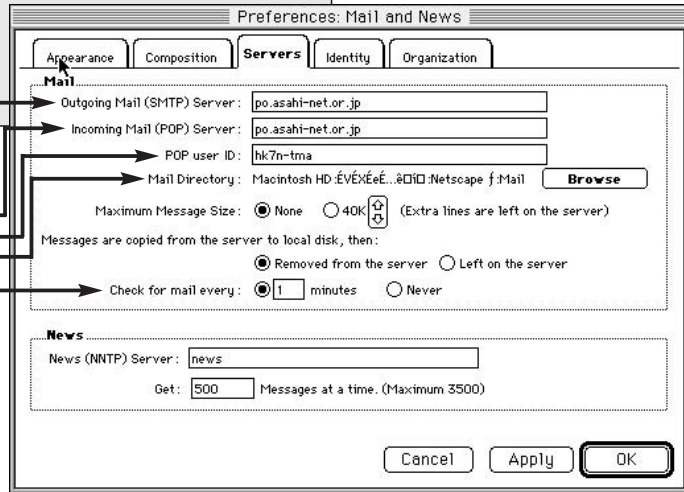 Preferences: Mail and News
Appearance Composition Servers Identity Organization
Mail
Outgoing Mail (SMTP) Server: po.asahi-net.or.jp
Incoming Mail (POP) Server: po.asahi-net.or.jp
POP user ID: hk7n-tma
Mail Directory: Macintosh HD:ÉVÉXÉeÉ...èOíO:Netscape ƒ:Mail Browse
Maximum Message Size: None 40K (Extra lines are left on the server)
Messages are copied from the server to local disk, then:
Removed from the server Left on the server
Check for mail every: 1 minutes Never
News
News (NNTP) Server: news
Get: 500 Messages at a time. (Maximum 3500)
Cancel Apply OK